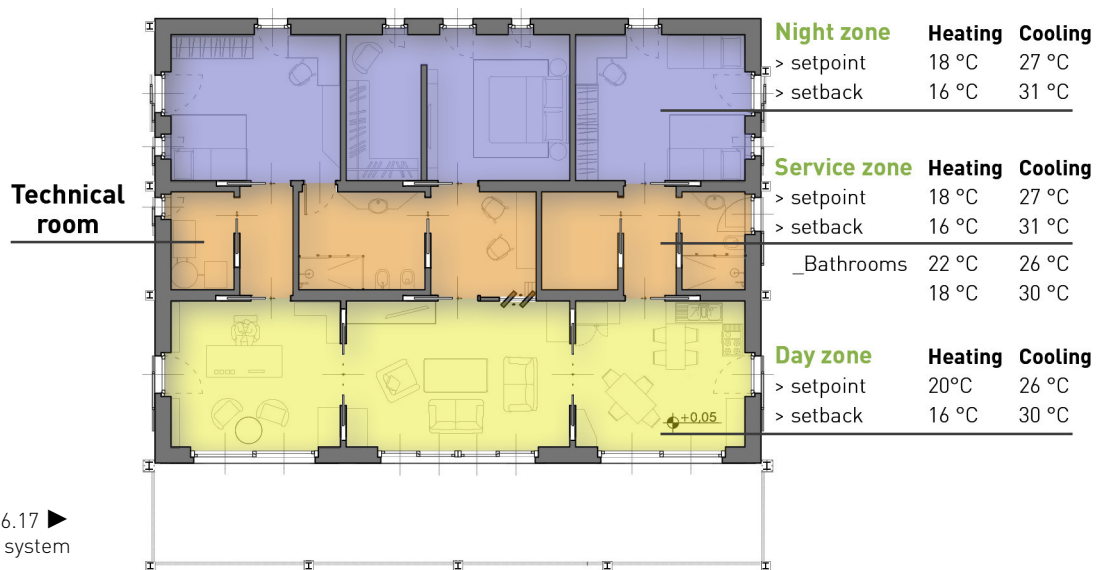 Night zone Heating Cooling
> setpoint 18 °C 27 °C
> setback 16 °C 31 °C
Service zone Heating Cooling
> setpoint 18 °C 27 °C
> setback 16 °C 31 °C
_Bathrooms 22 °C 26 °C
18 °C 30 °C
Day zone Heating Cooling
> setpoint 20°C 26 °C
> setback 16 °C 30 °C
Technical
room
+0.05
6.17 ►
system